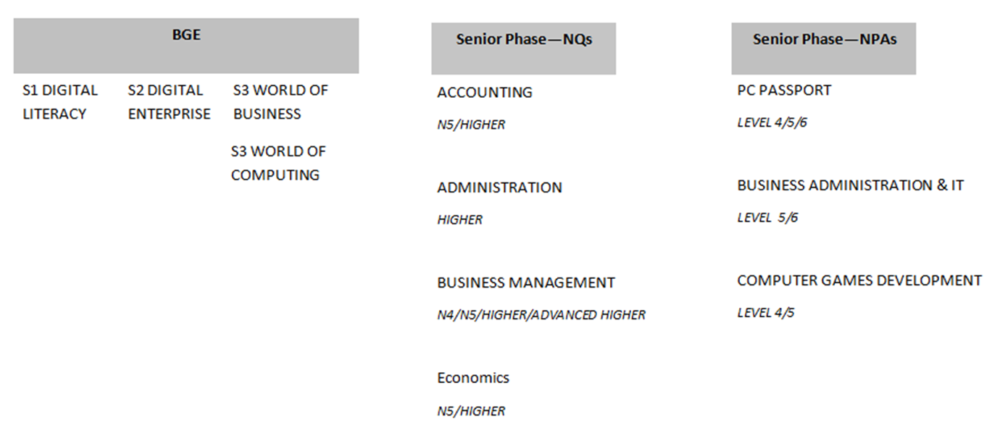 BGE
S1 DIGITAL
LITERACY
S2 DIGITAL
ENTERPRISE
S3 WORLD OF
BUSINESS
S3 WORLD OF
COMPUTING
Senior Phase—NQs
ACCOUNTING
N5/HIGHER
ADMINISTRATION
HIGHER
BUSINESS MANAGEMENT
N4/N5/HIGHER/ADVANCED HIGHER
Economics
N5/HIGHER
Senior Phase—NPAs
PC PASSPORT
LEVEL 4/5/6
BUSINESS ADMINISTRATION & IT
LEVEL 5/6
COMPUTER GAMES DEVELOPMENT
LEVEL 4/5